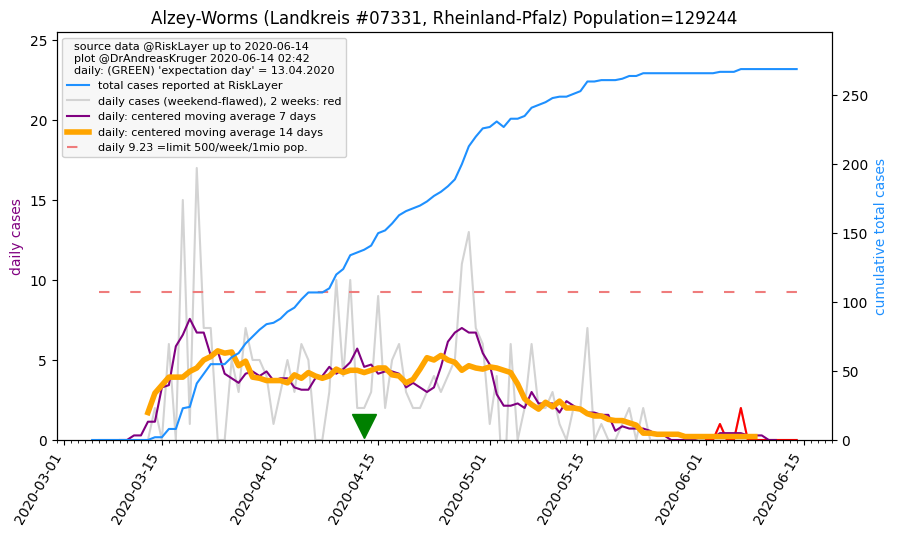 Alzey-Worms (Landkreis #07331, Rheinland-Pfalz) Population=129244
source data @RiskLayer up to 2020-06-14
plot @DrAndreasKruger 2020-06-14 02:42
daily: (GREEN) 'expectation day' = 13.04.2020
total cases reported at RiskLayer
daily cases (weekend-flawed), 2 weeks: red
daily: centered moving average 7 days
daily: centered moving average 14 days
daily 9.23 =limit 500/week/1mio pop.
daily cases
25
20
15
10
5
0
cumulative total cases
250
200
150
100
50
0
2020-03-01
2020-03-15
2020-04-01
2020-04-15
2020-05-01
2020-05-15
2020-06-01
2020-06-15